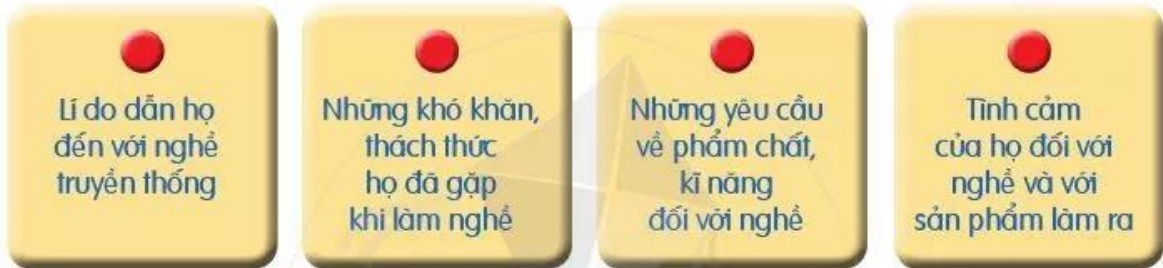 Lí do dẫn họ
đến với nghề
truyền thống
Những khó khăn,
thách thức
họ đã gặp
khi làm nghề
Những yêu cầu
về phẩm chất,
kĩ năng
đối với nghề
Tình cảm
của họ đối với
nghề và với
sản phẩm làm ra